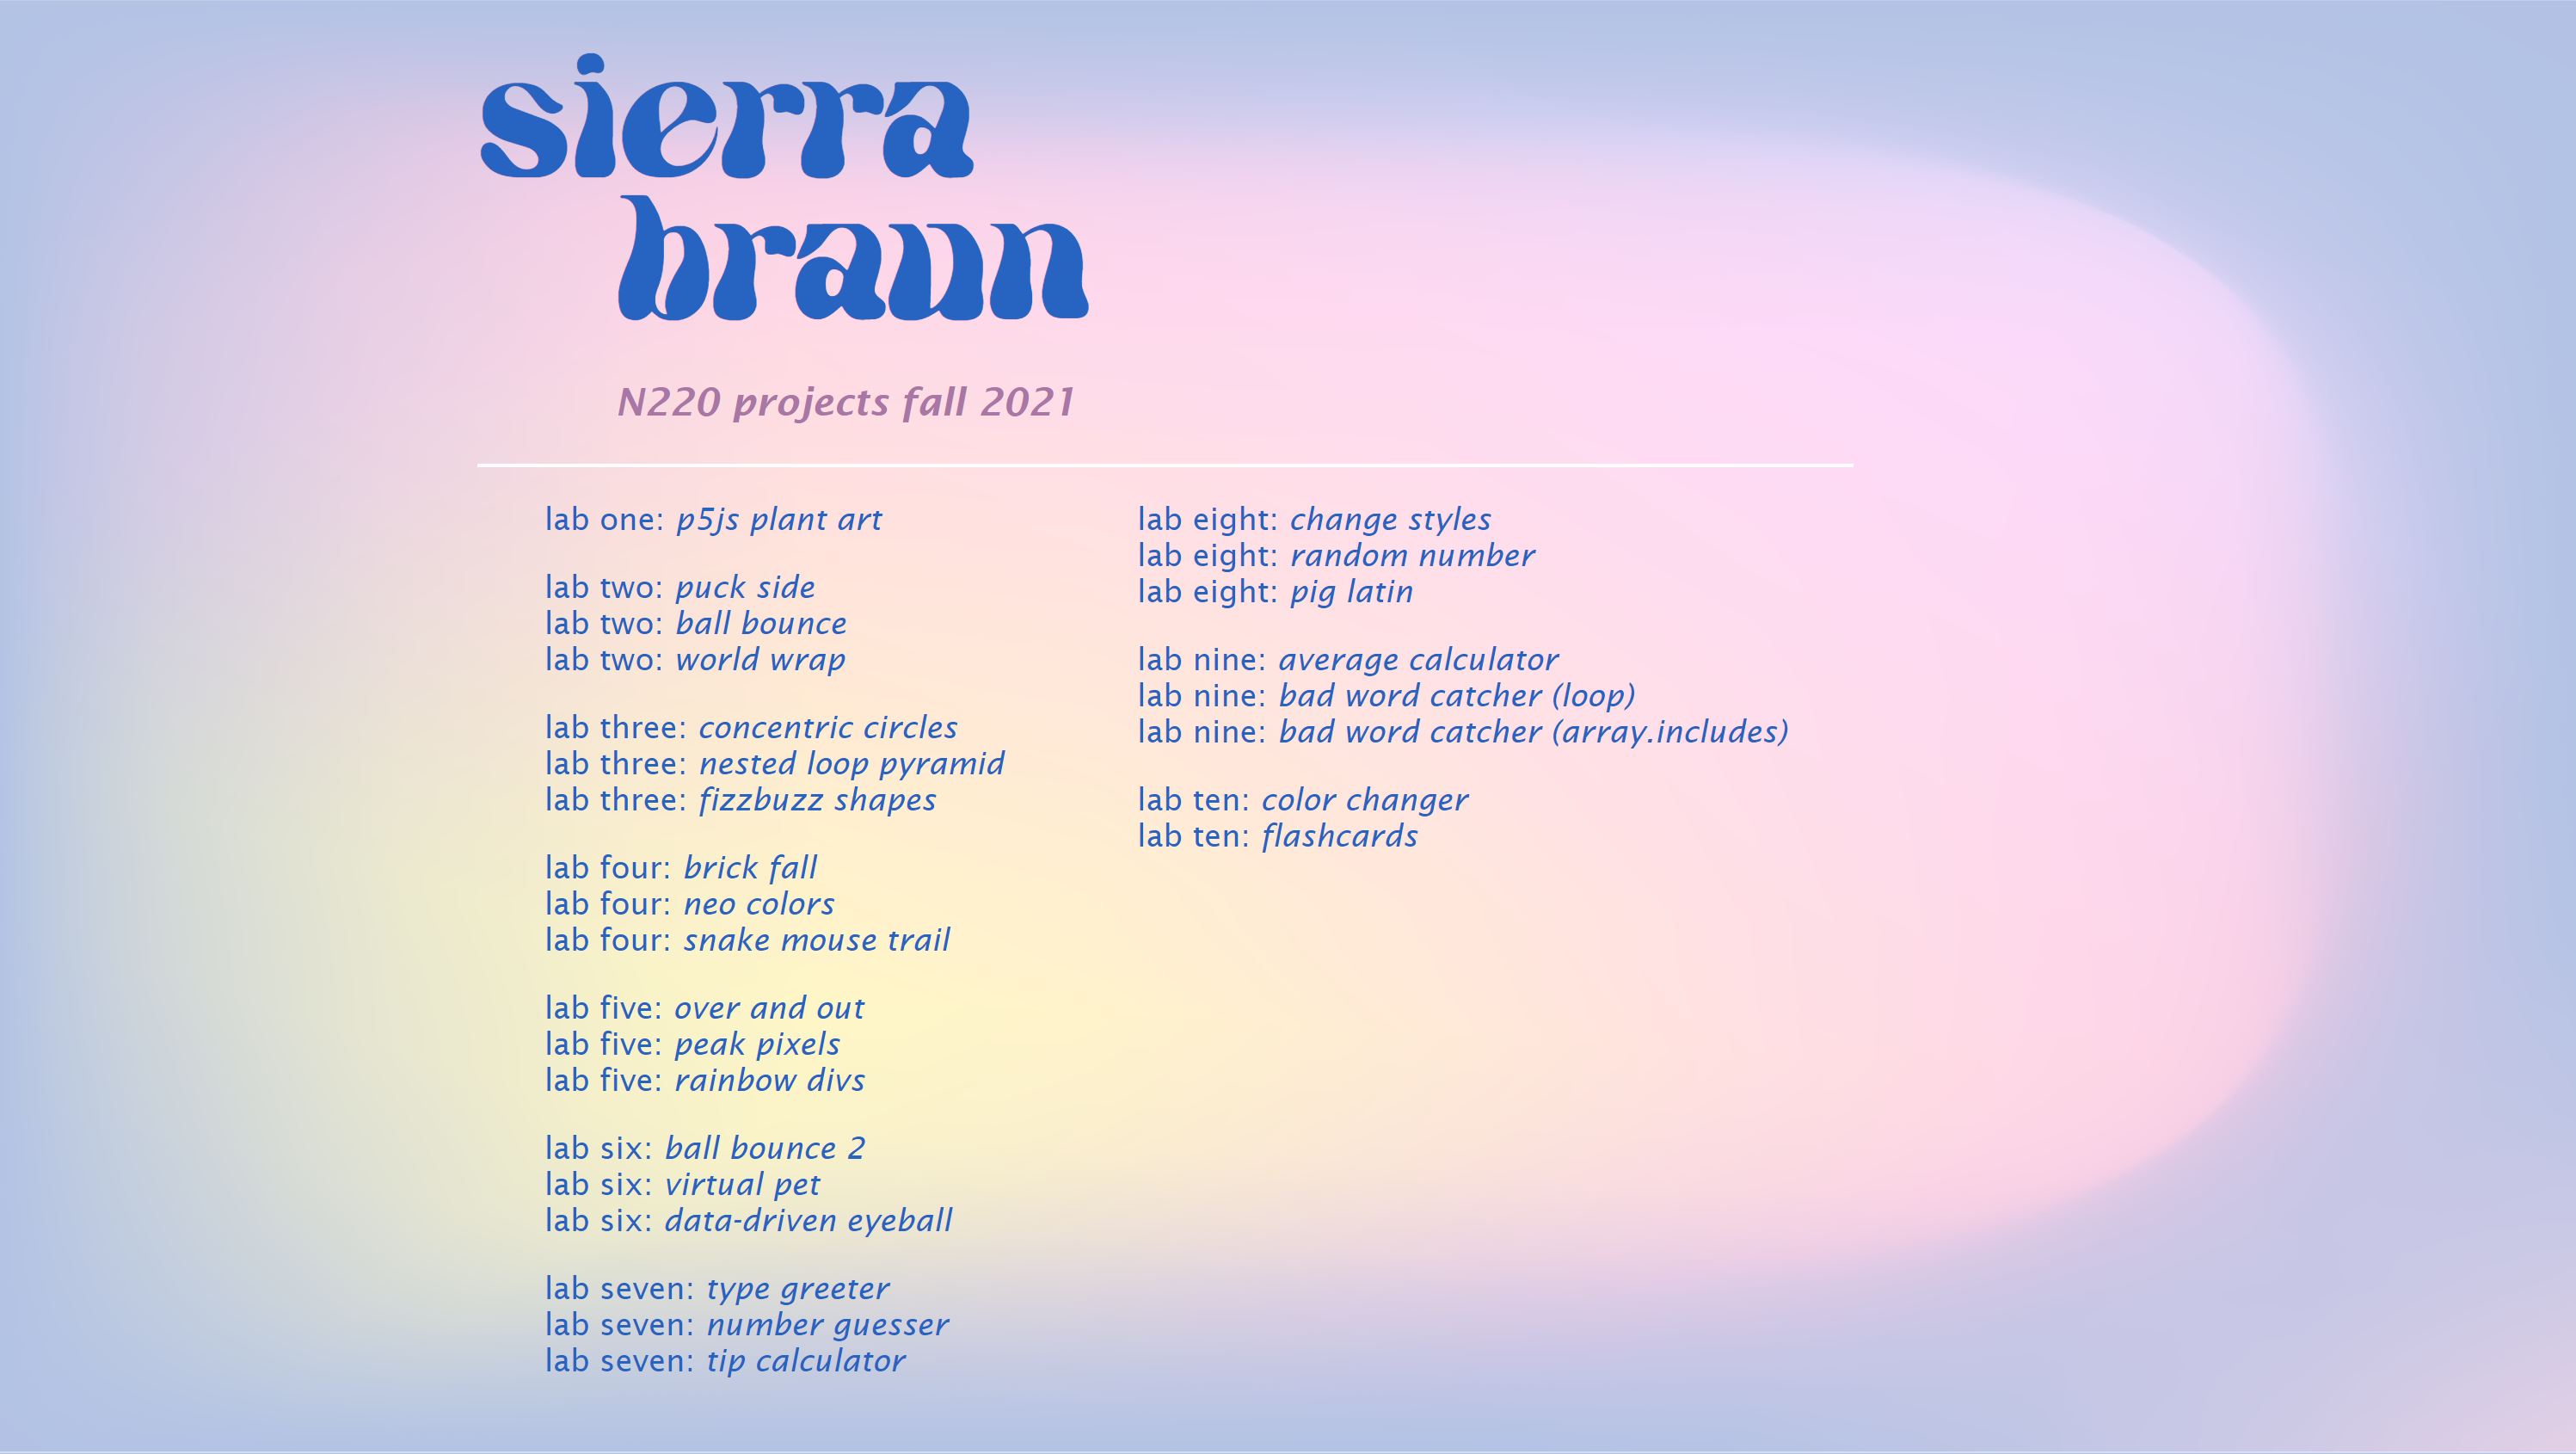 sierra
braun
N220 projects fall 2021
lab one: p5js plant art
lab two: puck side
lab two: ball bounce
lab two: world wrap
lab three: concentric circles
lab three: nested loop pyramid
lab three: fizzbuzz shapes
lab four: brick fall
lab four: neo colors
lab four: snake mouse trail
lab five: over and out
lab five: peak pixels
lab five: rainbow divs
lab six: ball bounce 2
lab six: virtual pet
lab six: data-driven eyeball
lab seven: type greeter
lab seven: number guesser
lab seven: tip calculator
lab eight: change styles
lab eight: random number
lab eight: pig latin
lab nine: average calculator
lab nine: bad word catcher (loop)
lab nine: bad word catcher (array.includes)
lab ten: color changer
lab ten: flashcards